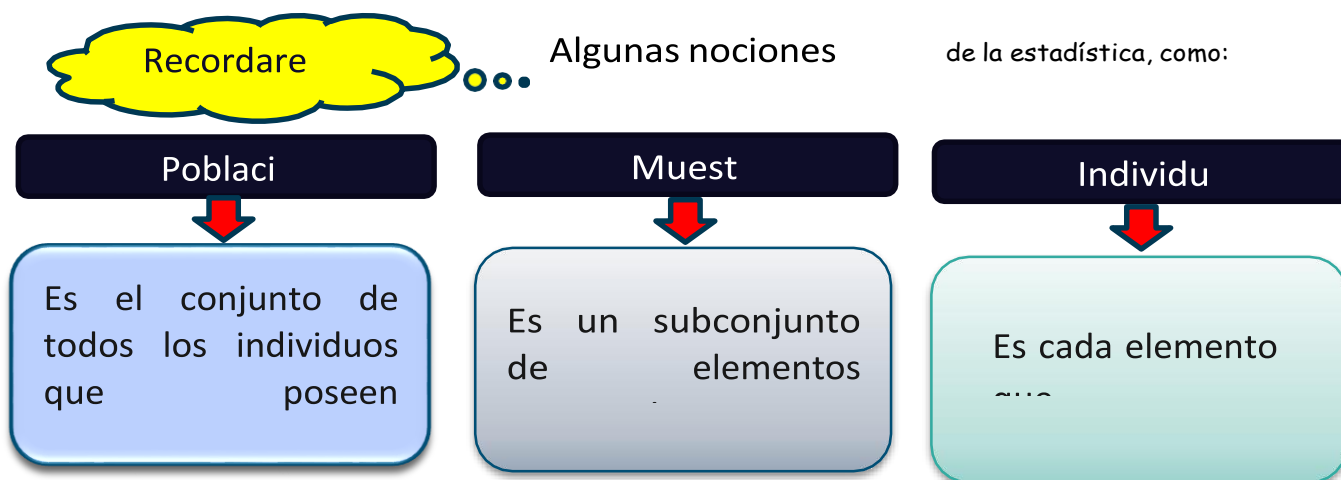 Recordare
Algunas nociones
de la estadística, como:
Poblaci
Muest
Individu
Es el conjunto de
todos los individuos
que poseen
Es un subconjunto
de elementos
Es cada elemento